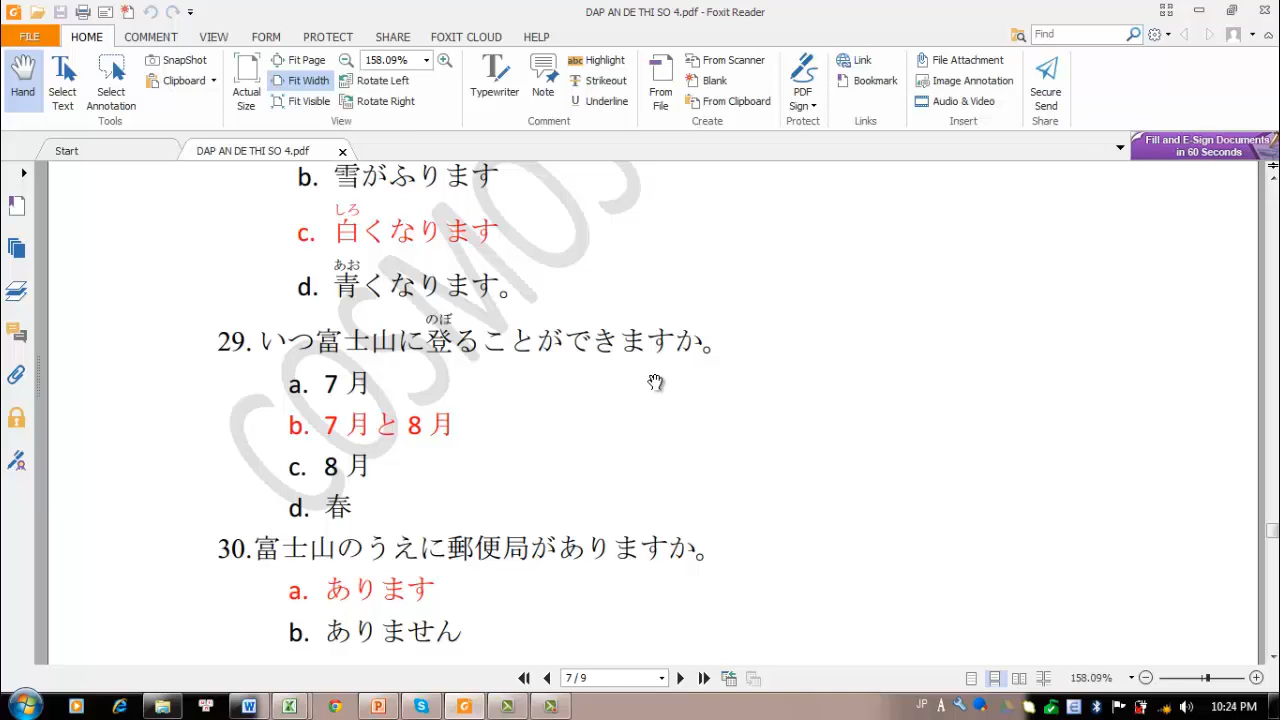 DAP AN DE THI SO 4.pdf - Foxit Reader
FILE HOME COMMENT VIEW FORM PROTECT SHARE FOXIT CLOUD HELP Find
Hand
Select Text
Select Annotation
SnapShot
Clipboard
Tools
Actual Size
Fit Page
Fit Width
Fit Visible
158.09%
Rotate Left
Rotate Right
View
Typewriter
Note
Highlight
Strikeout
Underline
Comment
From File
From Scanner
Blank
From Clipboard
Create
PDF Sign
Protect
Link
Bookmark
Links
File Attachment
Image Annotation
Audio & Video
Insert
Secure Send
Share
Start
DAP AN DE THI SO 4.pdf
Fill and E-Sign Documents
in 60 Seconds
b. 雪がふります
しろ
c. 白くなります
あお
d. 青くなります。
のぼ
29. いつ富士山に登ることができますか。
a. 7 月
b. 7 月と 8 月
c. 8 月
d. 春
30.富士山のうえに郵便局がありますか。
a. あります
b. ありません
COSMOS
7 / 9
158.09%
JP
10:24 PM